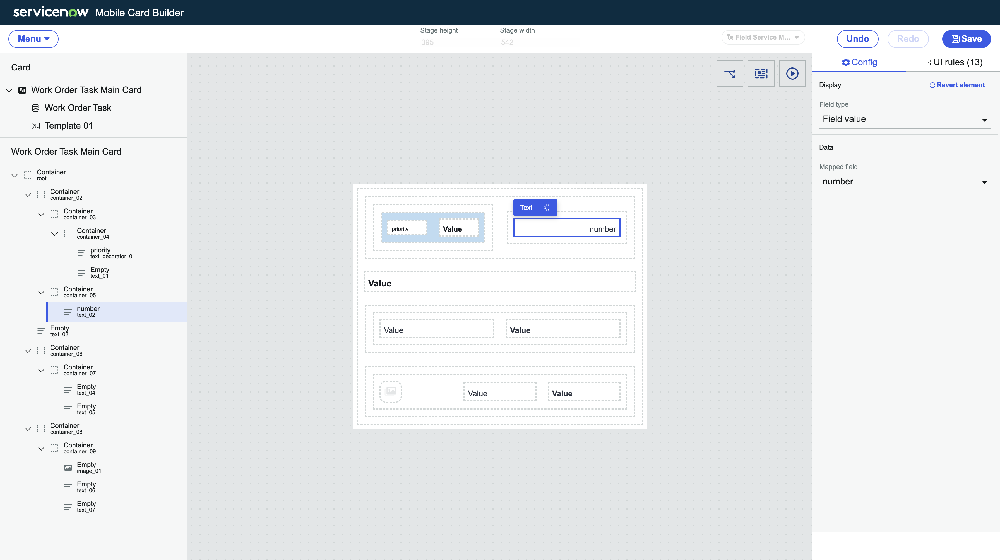 servicenow Mobile Card Builder
Menu
Stage height
395
Stage width
542
Field Service M...
Undo
Redo
Save
Card
Work Order Task Main Card
Work Order Task
Template 01
Work Order Task Main Card
Container
root
Container
container_02
Container
container_03
Container
container_04
priority
text_decorator_01
Empty
text_01
Container
container_05
number
text_02
Empty
text_03
Container
container_06
Container
container_07
Empty
text_04
Empty
text_05
Container
container_08
Container
container_09
Empty
image_01
Empty
text_06
Empty
text_07
Text
priority
Value
number
Value
Value
Value
Value
Value
Config
UI rules (13)
Display
Revert element
Field type
Field value
Data
Mapped field
number